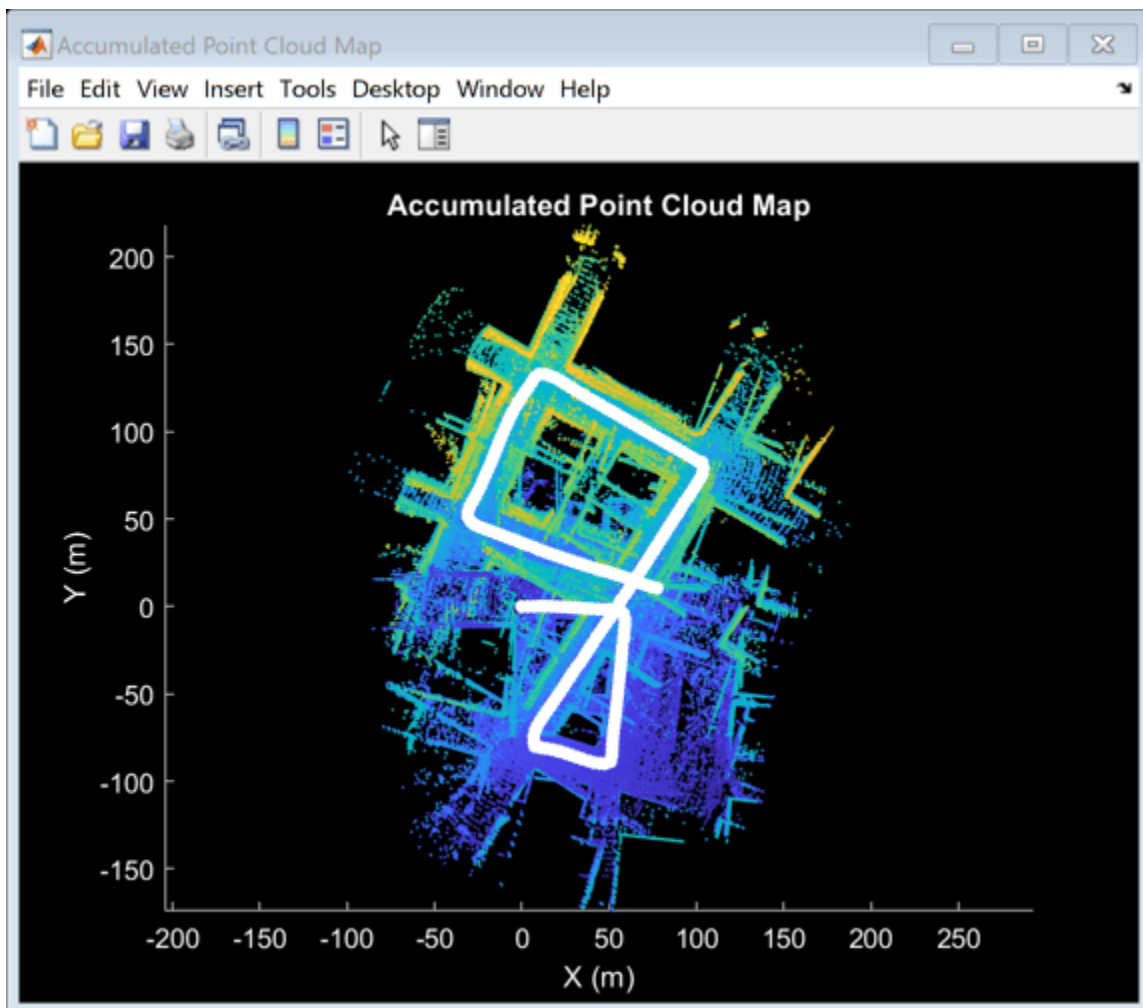 Accumulated Point Cloud Map
File Edit View Insert Tools Desktop Window Help
Accumulated Point Cloud Map
200
150
100
50
0
-50
-100
-150
Y (m)
-200 -150 -100 -50 0 50 100 150 200 250
X (m)